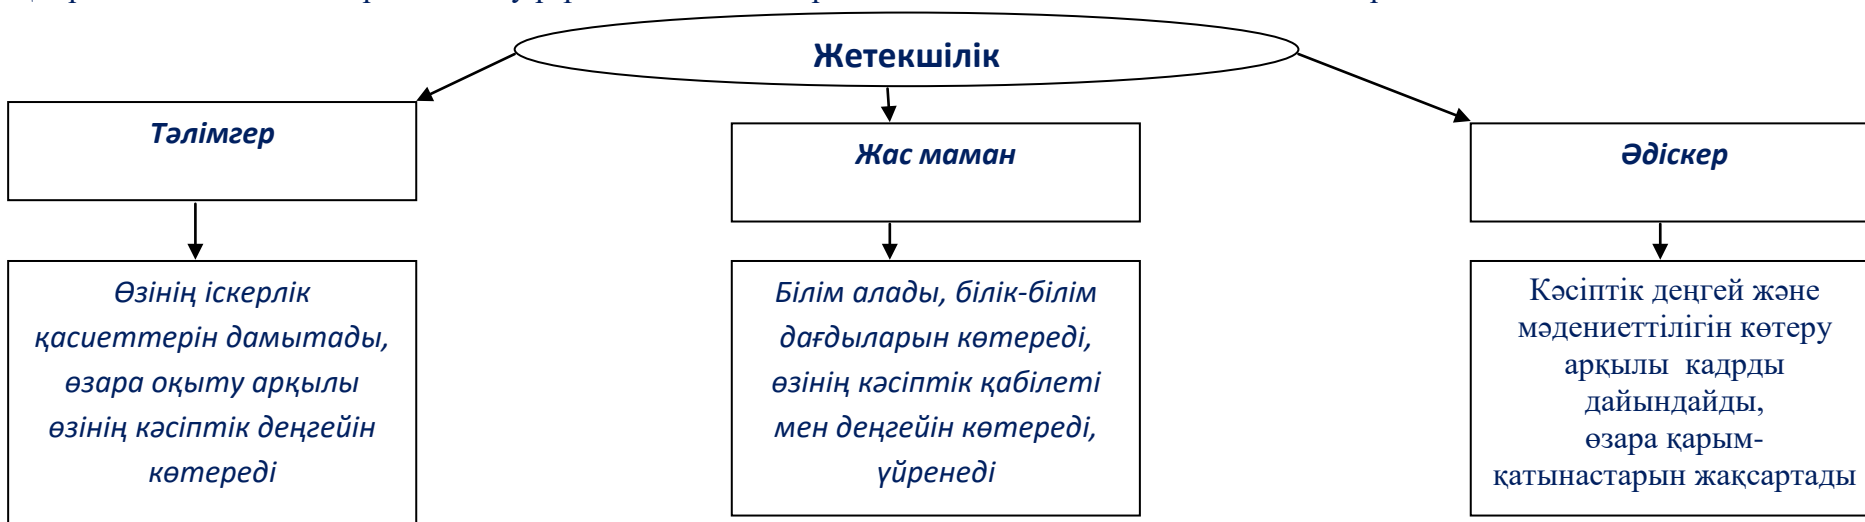 Жетекшілік
Тәлімгер
Жас маман
Әдіскер
Өзінің іскерлік
қасиеттерін дамытады,
өзара оқыту арқылы
өзінің кәсіптік деңгейін
көтереді
Білім алады, білік-білім
дағдыларын көтереді,
өзінің кәсіптік қабілеті
мен деңгейін көтереді,
үйренеді
Кәсіптік деңгей және
мәдениеттілігін көтеру
арқылы кадрды
дайындайды,
өзара қарым-
қатынастарын жақсартады